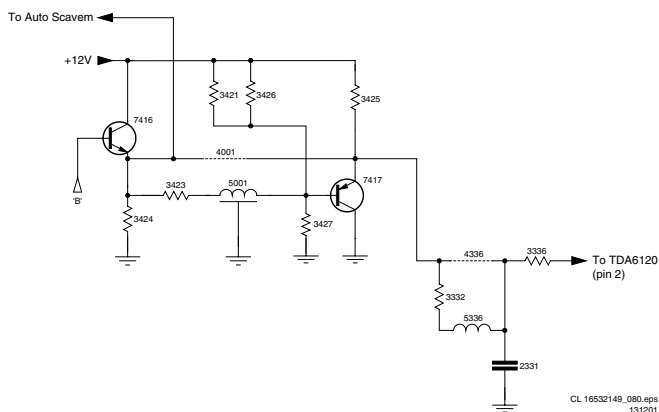 To Auto Scavem
+12V
3421
3426
3425
7416
4001
7417
3423
5001
'B'
3424
3427
4336
3336
To TDA6120
(pin 2)
3332
5336
2331
CL 16532149_080.eps
131201